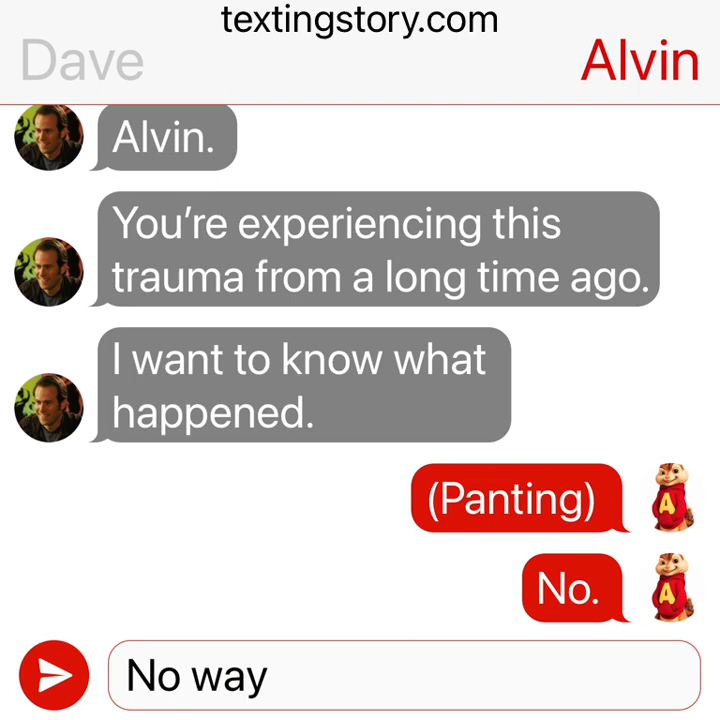 textingstory.com
Dave
Alvin
Alvin.
You’re experiencing this
trauma from a long time ago.
I want to know what
happened.
(Panting)
A
No.
A
No way